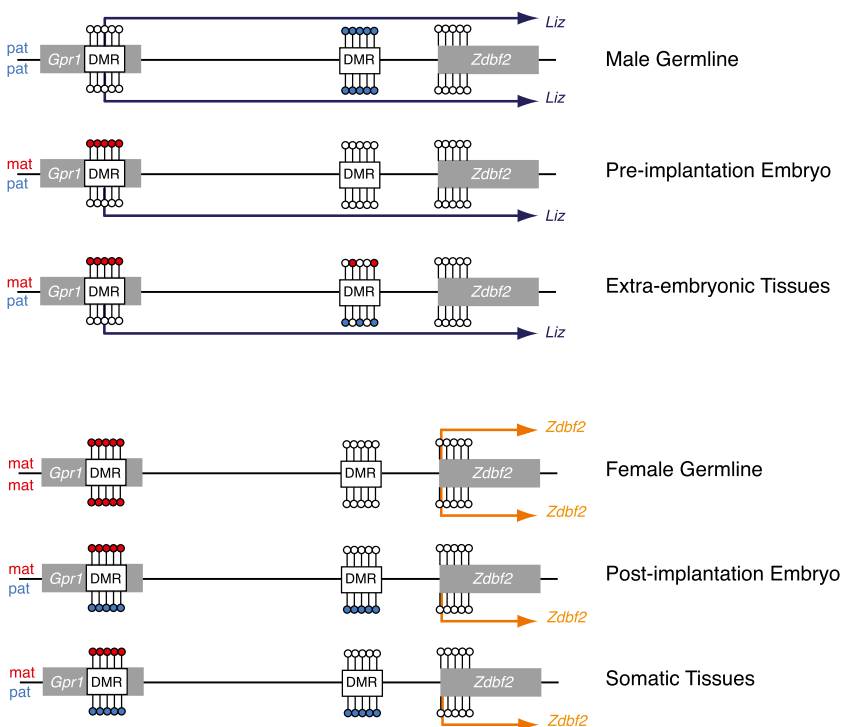 Liz
pat
pat
Gpr1 DMR DMR Zdbf2 Male Germline
Liz
mat
pat
Gpr1 DMR DMR Zdbf2 Pre-implantation Embryo
Liz
mat
pat
Gpr1 DMR DMR Zdbf2 Extra-embryonic Tissues
Liz
Zdbf2
mat
mat
Gpr1 DMR DMR Zdbf2 Female Germline
Zdbf2
mat
pat
Gpr1 DMR DMR Zdbf2 Post-implantation Embryo
Zdbf2
mat
pat
Gpr1 DMR DMR Zdbf2 Somatic Tissues
Zdbf2